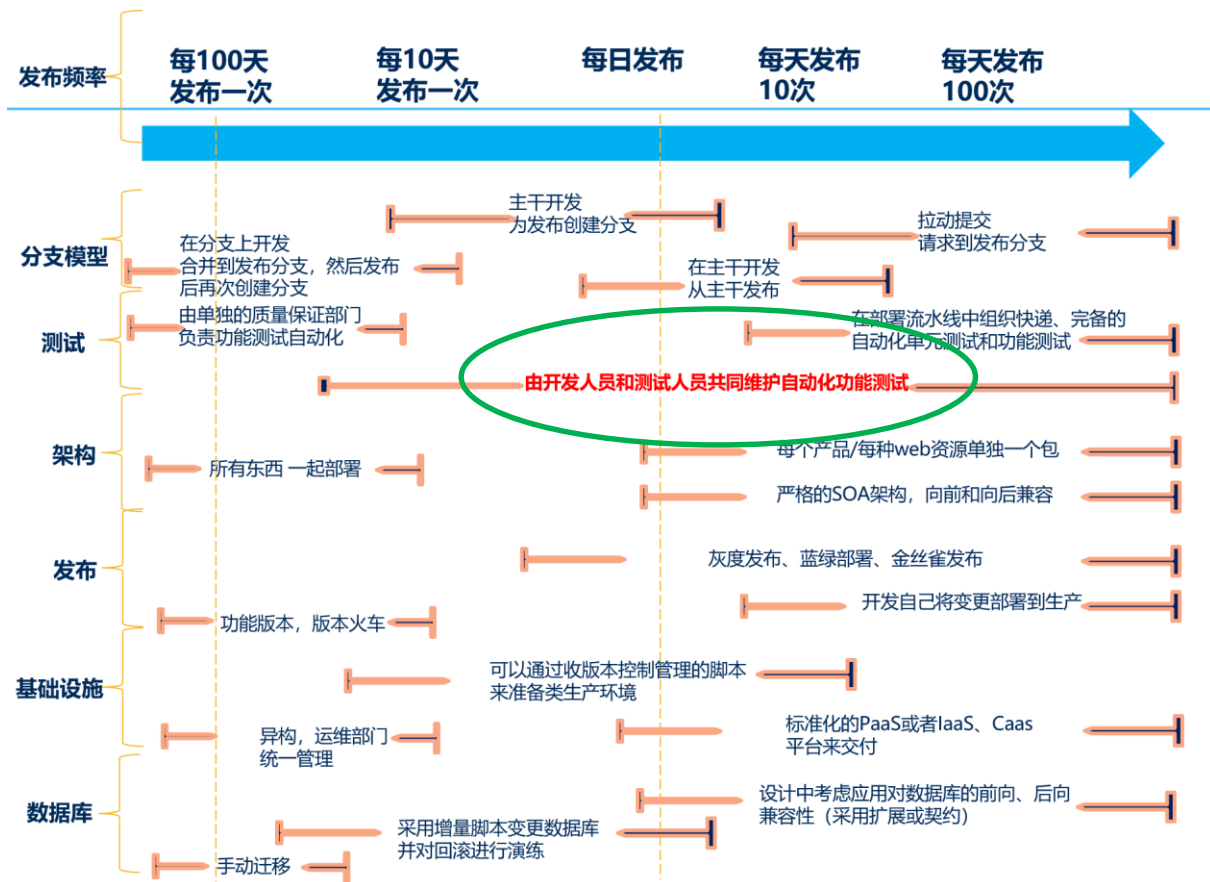 发布频率
每100天
发布一次
每10天
发布一次
每日发布
每天发布
10次
每天发布
100次
分支模型
主干开发
为发布创建分支
拉动提交
请求到发布分支
在分支上开发
合并到发布分支，然后发布
后再次创建分支
在主干开发
从主干发布
测试
由单独的质量保证部门
负责功能测试自动化
在部署流水线中组织快递、完备的
自动化单元测试和功能测试
由开发人员和测试人员共同维护自动化功能测试
架构
所有东西 一起部署
每个产品/每种web资源单独一个包
严格的SOA架构，向前和向后兼容
发布
灰度发布、蓝绿部署、金丝雀发布
开发自己将变更部署到生产
功能版本，版本火车
基础设施
可以通过收版本控制管理的脚本
来准备类生产环境
异构，运维部门
统一管理
标准化的PaaS或者IaaS、Caas
平台来交付
数据库
设计中考虑应用对数据库的前向、后向
兼容性（采用扩展或契约）
采用增量脚本变更数据库
并对回滚进行演练
手动迁移